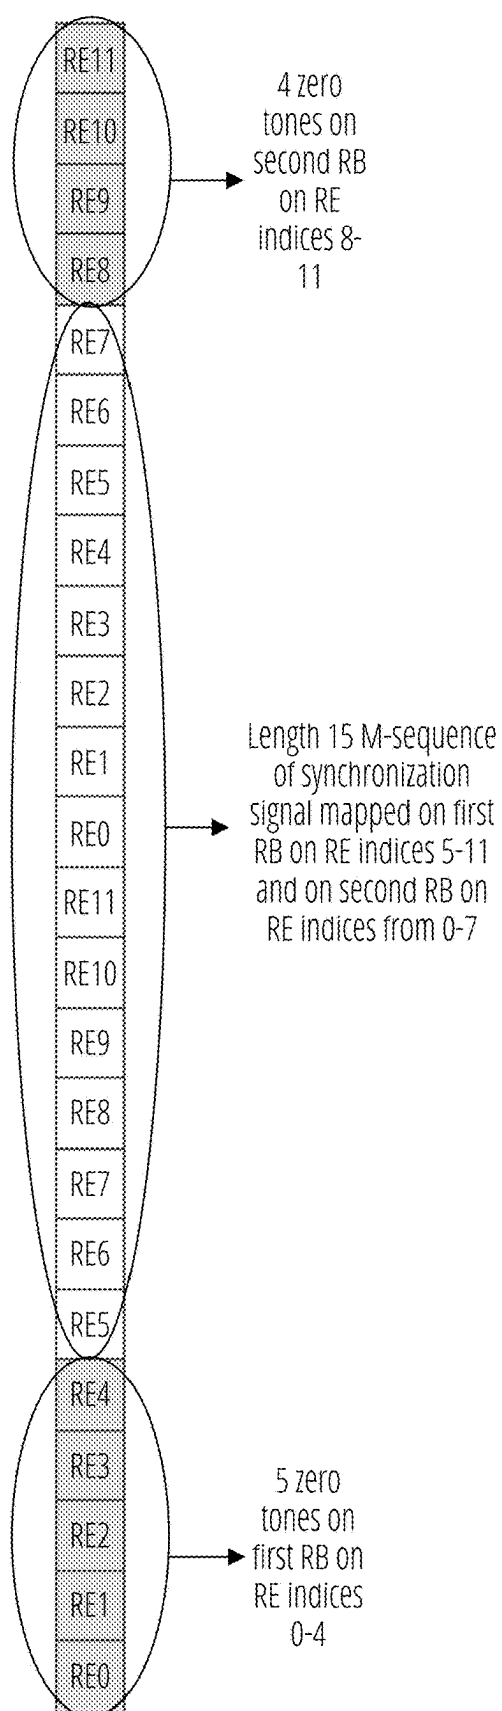 RE11
RE10
RE9
RE8
4 zero
tones on
second RB
on RE
indices 8-
11
RE7
RE6
RE5
RE4
RE3
RE2
RE1
RE0
RE11
RE10
RE9
RE8
RE7
RE6
RE5
Length 15 M-sequence
of synchronization
signal mapped on first
RB on RE indices 5-11
and on second RB on
RE indices from 0-7
RE4
RE3
RE2
RE1
RE0
5 zero
tones on
first RB on
RE indices
0-4